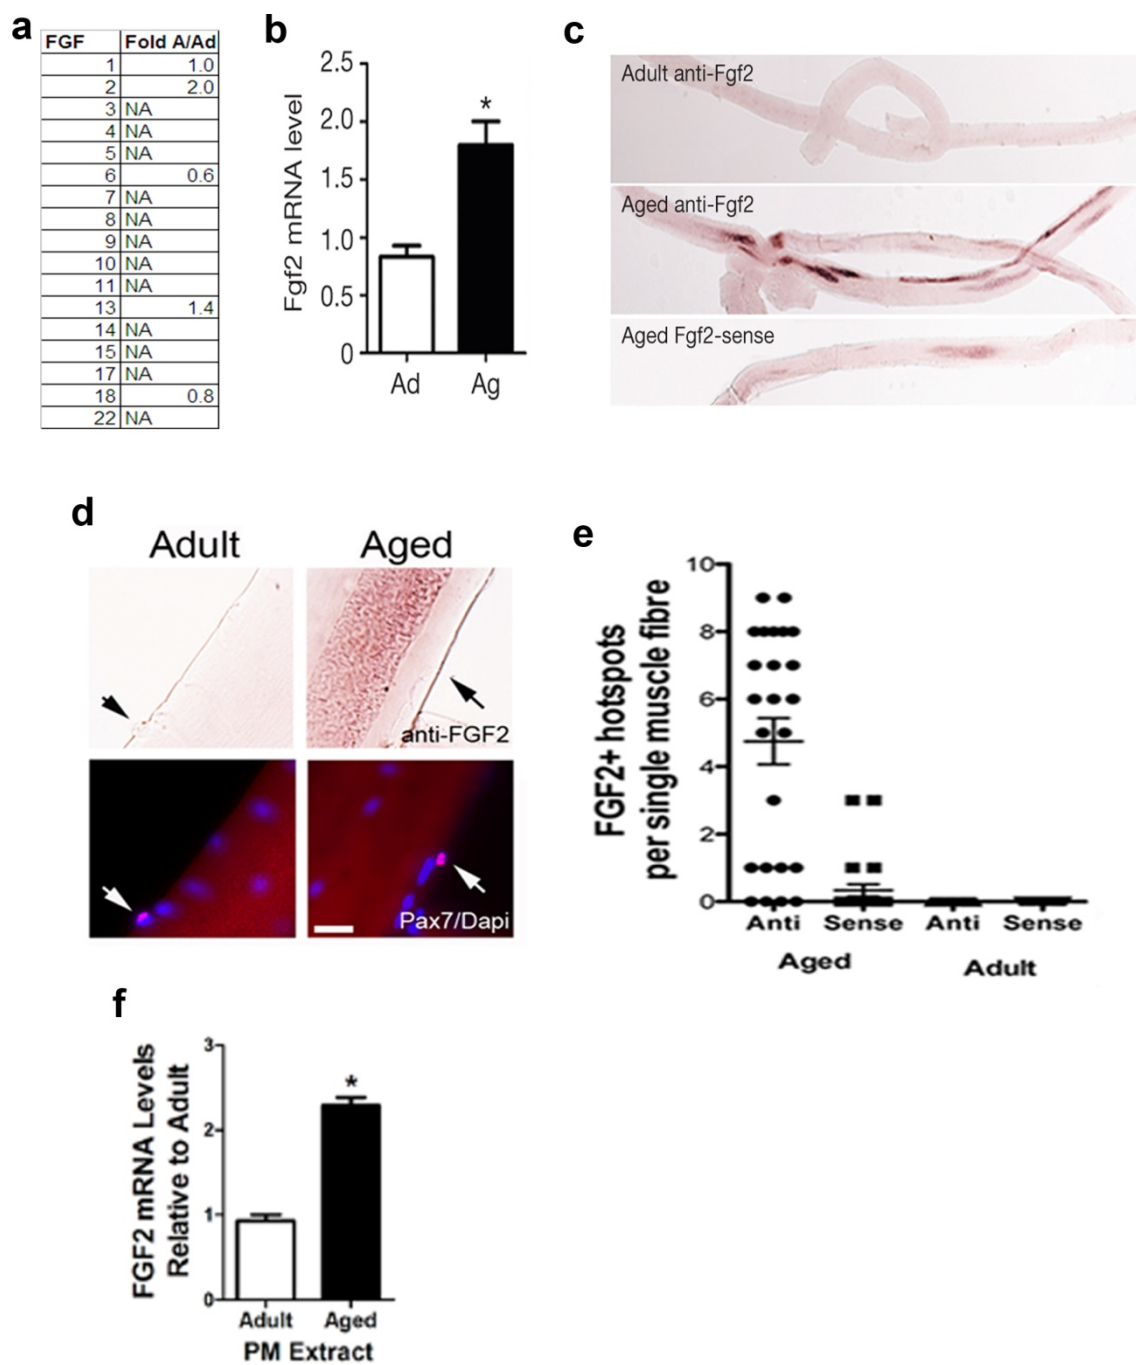 a
FGF Fold A/Ad
1 1.0
2 2.0
3 NA
4 NA
5 NA
6 0.6
7 NA
8 NA
9 NA
10 NA
11 NA
13 1.4
14 NA
15 NA
17 NA
18 0.8
22 NA
b
Fgf2 mRNA level
2.5
2.0
1.5
1.0
0.5
0
*
Ad Ag
c
Adult anti-Fgf2
Aged anti-Fgf2
Aged Fgf2-sense
d
Adult Aged
anti-FGF2
Pax7/Dapi
e
FGF2+ hotspots
per single muscle fibre
10
8
6
4
2
0
Anti Sense Anti Sense
Aged Adult
f
FGF2 mRNA Levels
Relative to Adult
3
2
1
0
*
Adult Aged
PM Extract